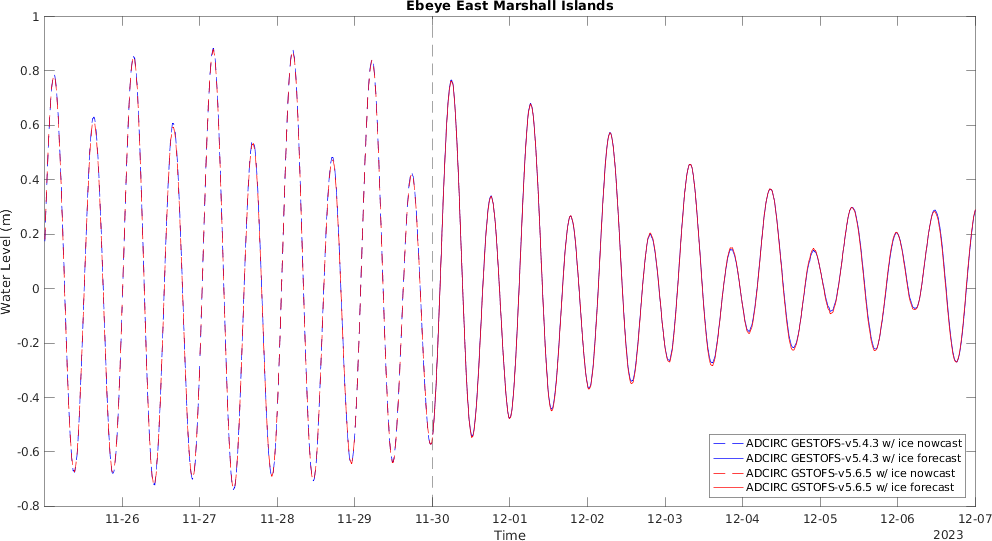 Ebeye East Marshall Islands
Water Level (m)
1
0.8
0.6
0.4
0.2
0
-0.2
-0.4
-0.6
-0.8
ADCIRC GESTOFS-v5.4.3 w/ ice nowcast
ADCIRC GESTOFS-v5.4.3 w/ ice forecast
ADCIRC GSTOFS-v5.6.5 w/ ice nowcast
ADCIRC GSTOFS-v5.6.5 w/ ice forecast
11-26 11-27 11-28 11-29 11-30 12-01 12-02 12-03 12-04 12-05 12-06 12-07
Time
2023